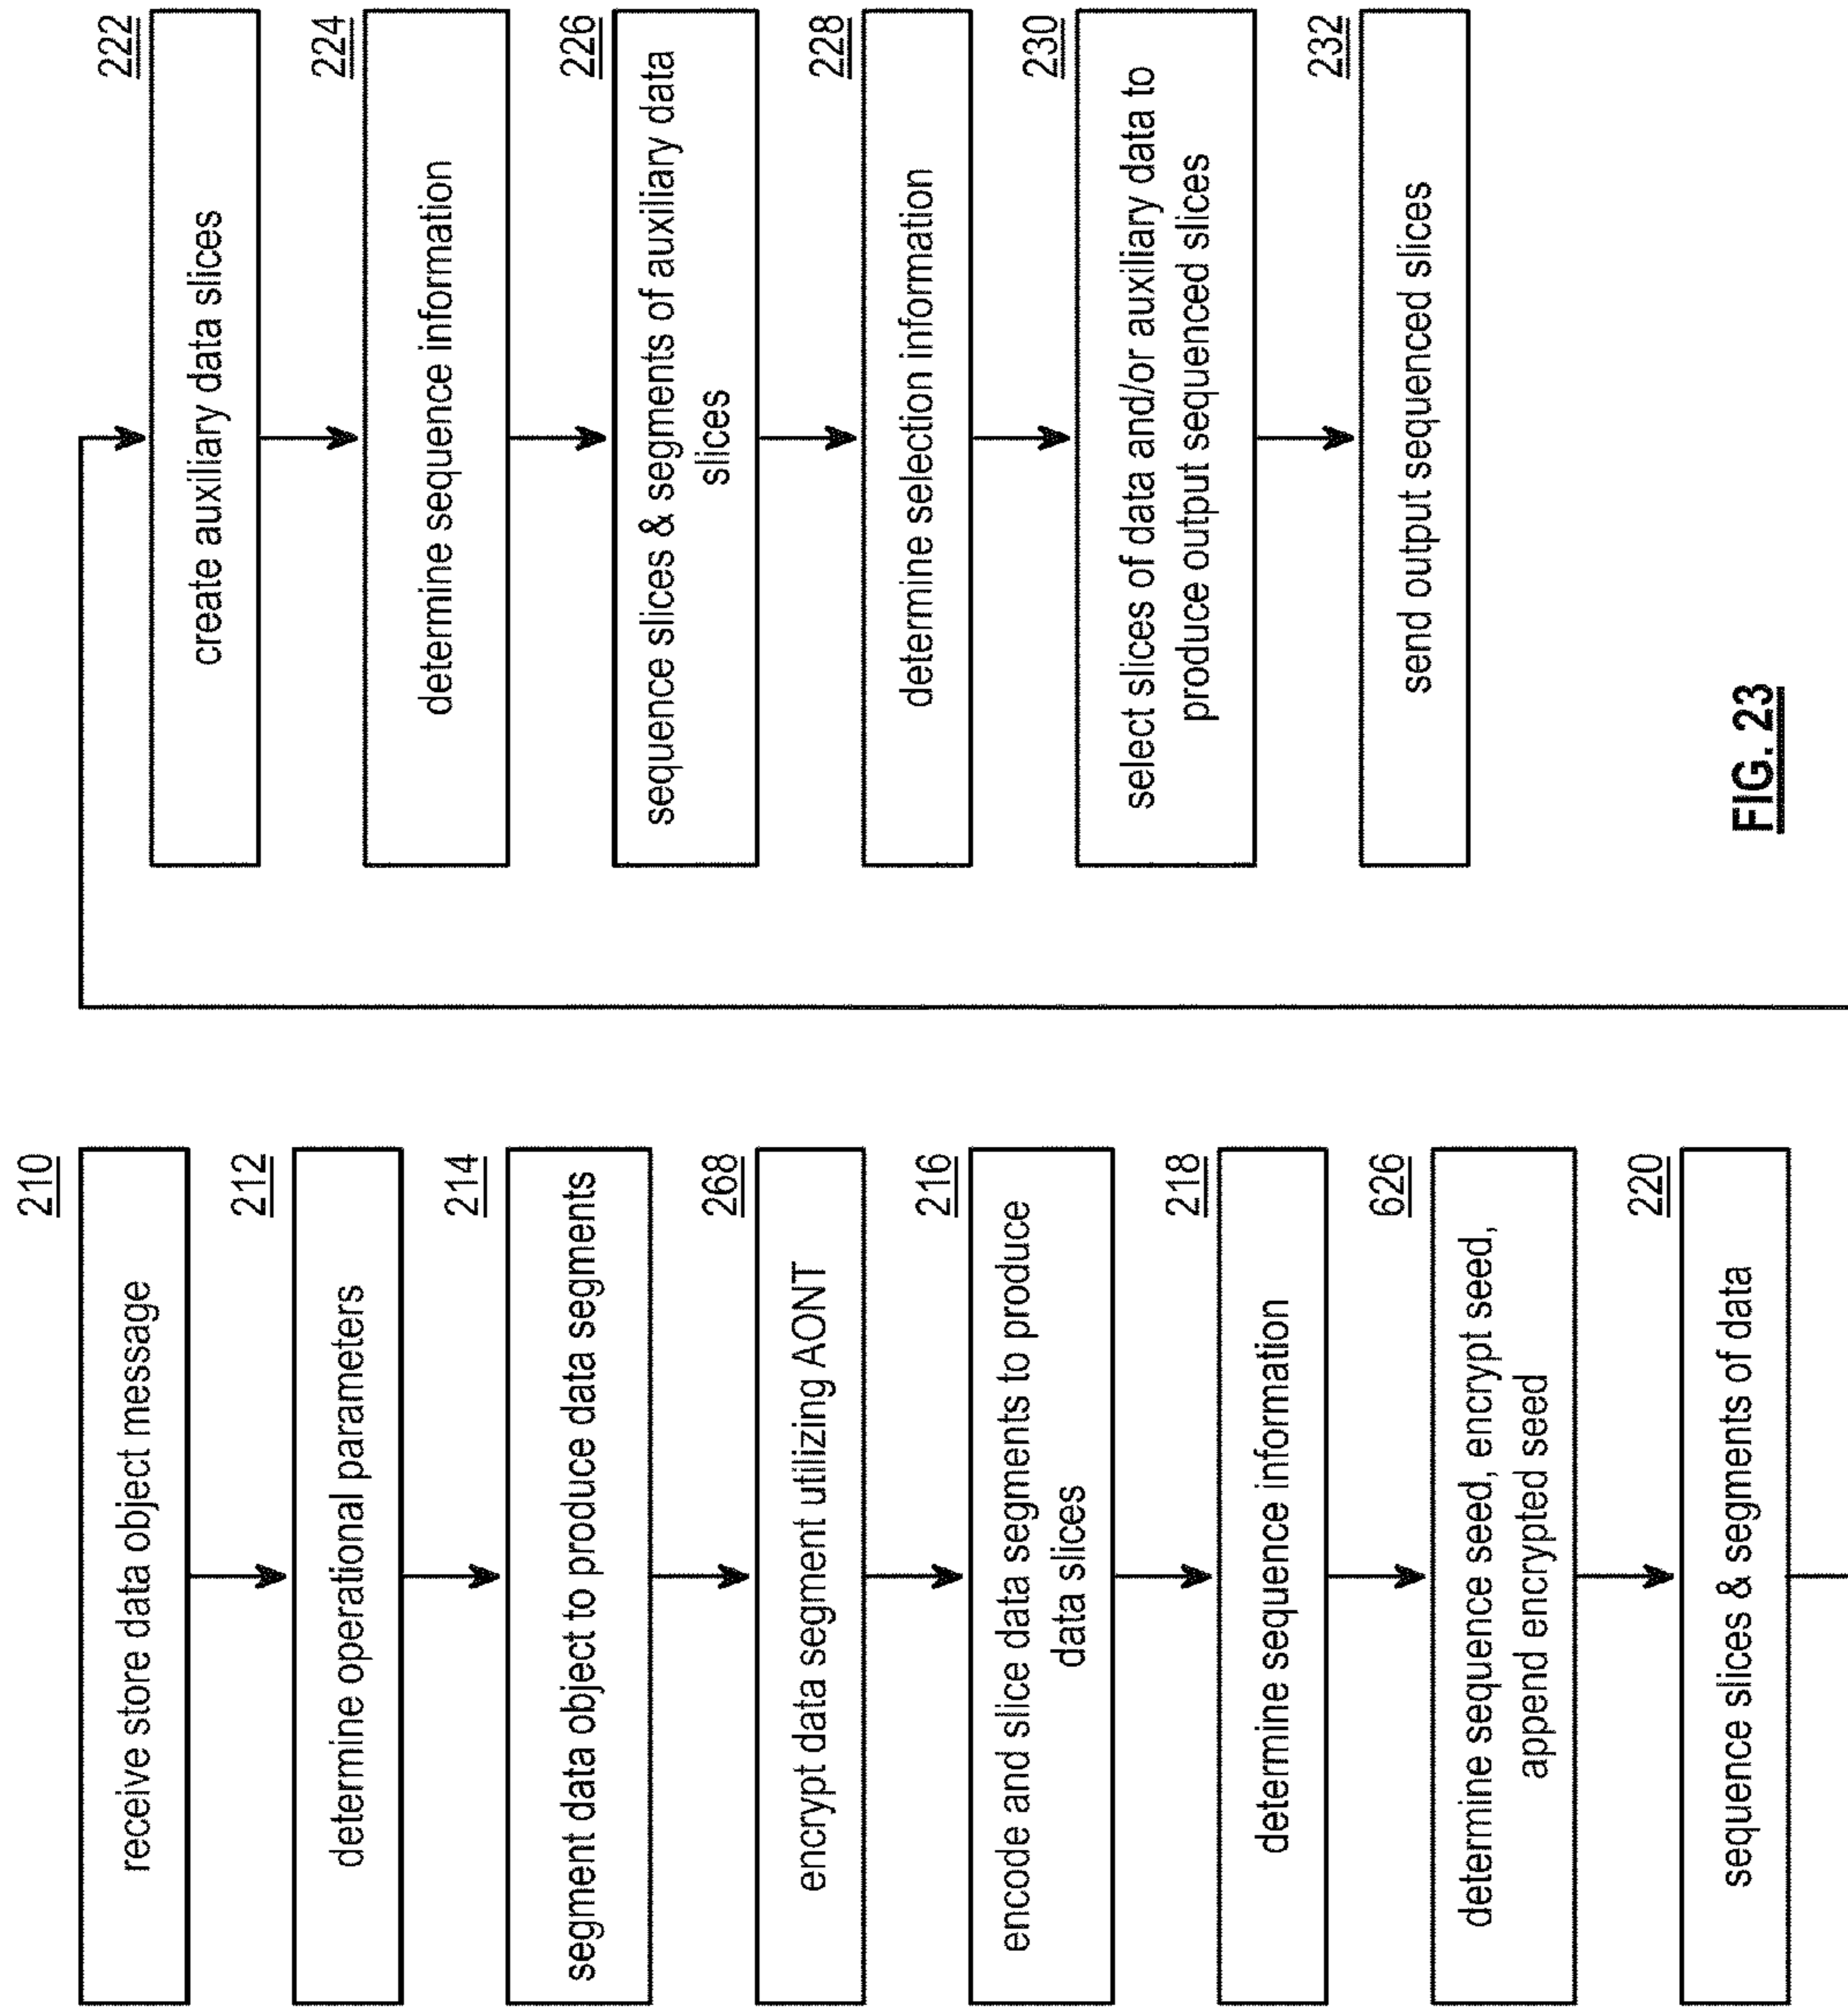 210
receive store data object message
212
determine operational parameters
214
segment data object to produce data segments
268
encrypt data segment utilizing AONT
216
encode and slice data segments to produce
data slices
218
determine sequence information
626
determine sequence seed, encrypt seed,
append encrypted seed
220
sequence slices & segments of data
222
create auxiliary data slices
224
determine sequence information
226
sequence slices & segments of auxiliary data
slices
228
determine selection information
230
select slices of data and/or auxiliary data to
produce output sequenced slices
232
send output sequenced slices
FIG. 23